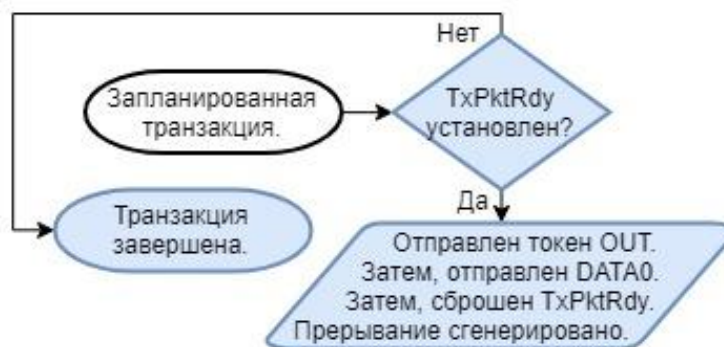 Нет
Запланированная
транзакция.
TxPktRdy
установлен?
Да
Транзакция
завершена.
Отправлен токен OUT.
Затем, отправлен DATA0.
Затем, сброшен TxPktRdy.
Прерывание сгенерировано.